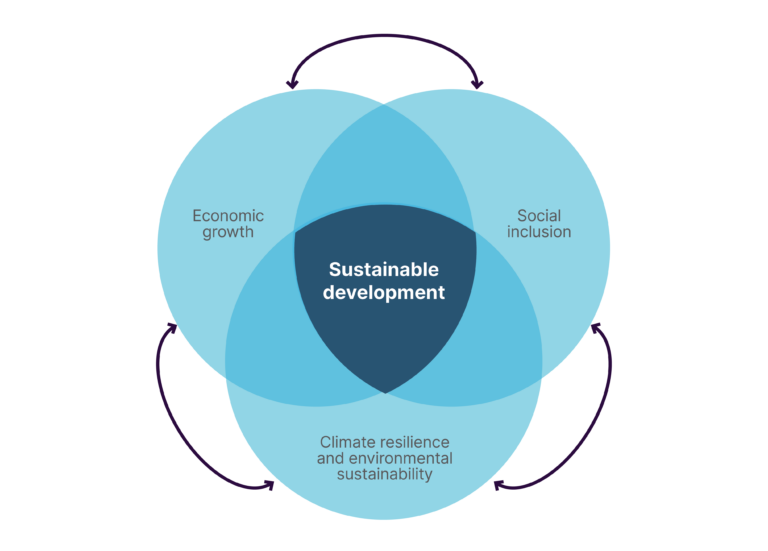 Economic
growth
Social
inclusion
Sustainable
development
Climate resilience
and environmental
sustainability